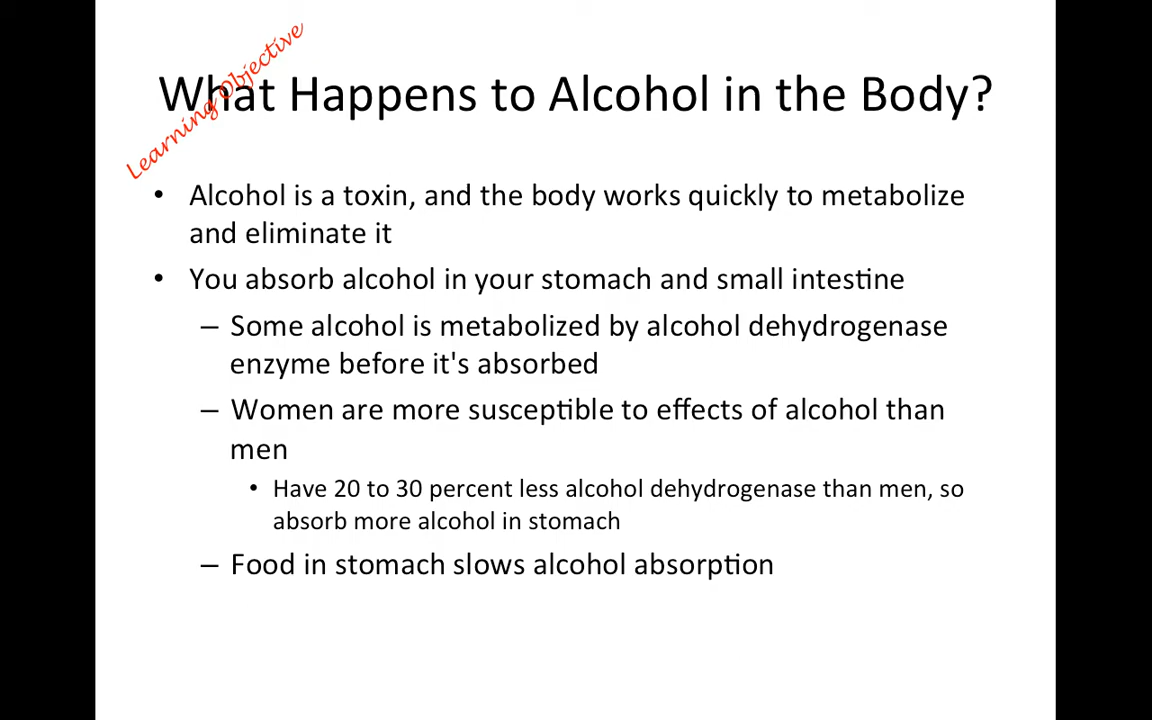 Learning Objective
What Happens to Alcohol in the Body?
• Alcohol is a toxin, and the body works quickly to metabolize
and eliminate it
• You absorb alcohol in your stomach and small intestine
– Some alcohol is metabolized by alcohol dehydrogenase
enzyme before it's absorbed
– Women are more susceptible to effects of alcohol than
men
• Have 20 to 30 percent less alcohol dehydrogenase than men, so
absorb more alcohol in stomach
– Food in stomach slows alcohol absorption